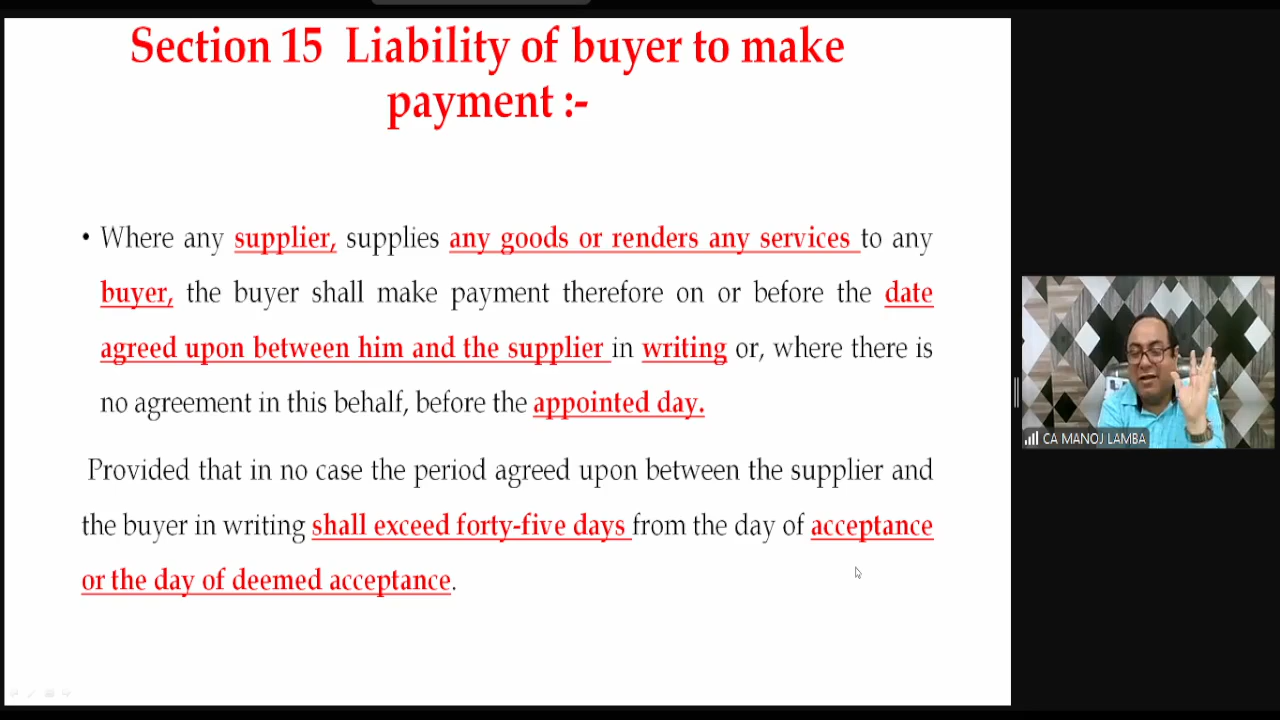 Section 15 Liability of buyer to make
payment :-
• Where any supplier, supplies any goods or renders any services to any
buyer, the buyer shall make payment therefore on or before the date
agreed upon between him and the supplier in writing or, where there is
no agreement in this behalf, before the appointed day.
Provided that in no case the period agreed upon between the supplier and
the buyer in writing shall exceed forty-five days from the day of acceptance
or the day of deemed acceptance.
CA MANOJ LAMBA